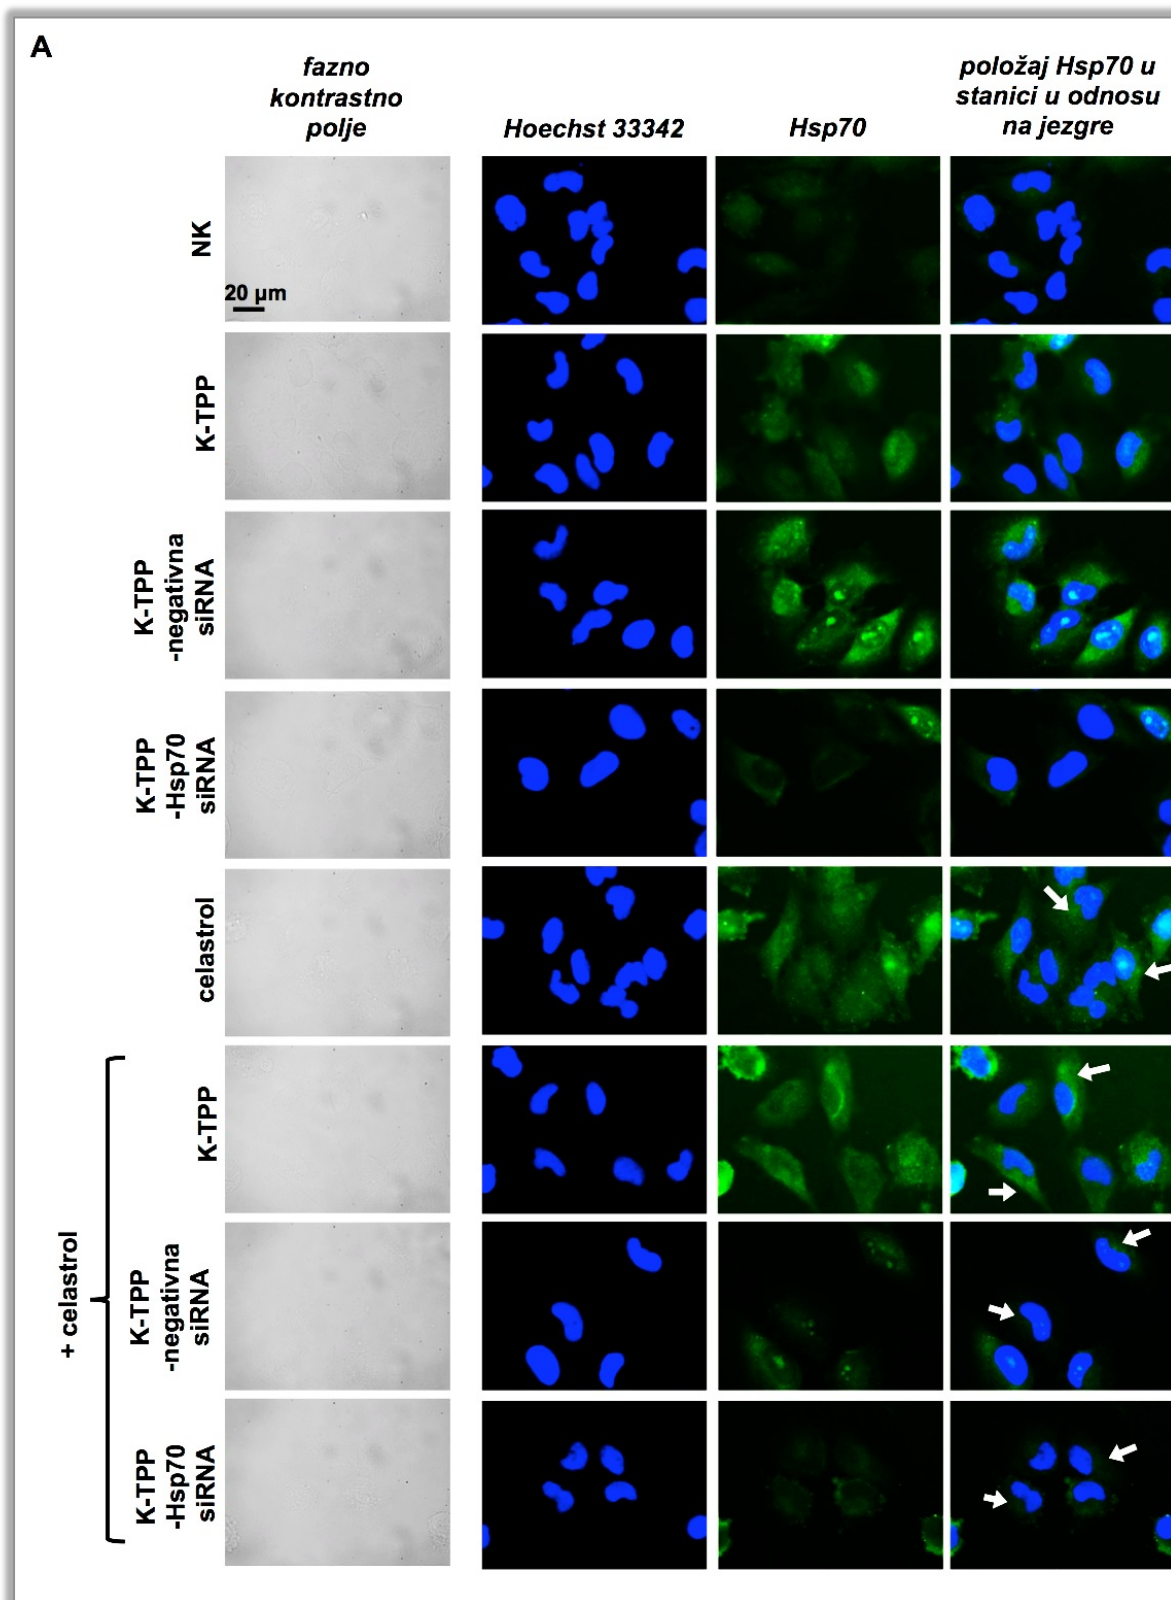 A
fazno
kontrastno
polje
Hoechst 33342
Hsp70
položaj Hsp70 u
stanici u odnosu
na jezgre
NK
20 µm
K-TPP
K-TPP
-negativna
siRNA
K-TPP
-Hsp70
siRNA
celastrol
+ celastrol
K-TPP
K-TPP
-negativna
siRNA
K-TPP
-Hsp70
siRNA